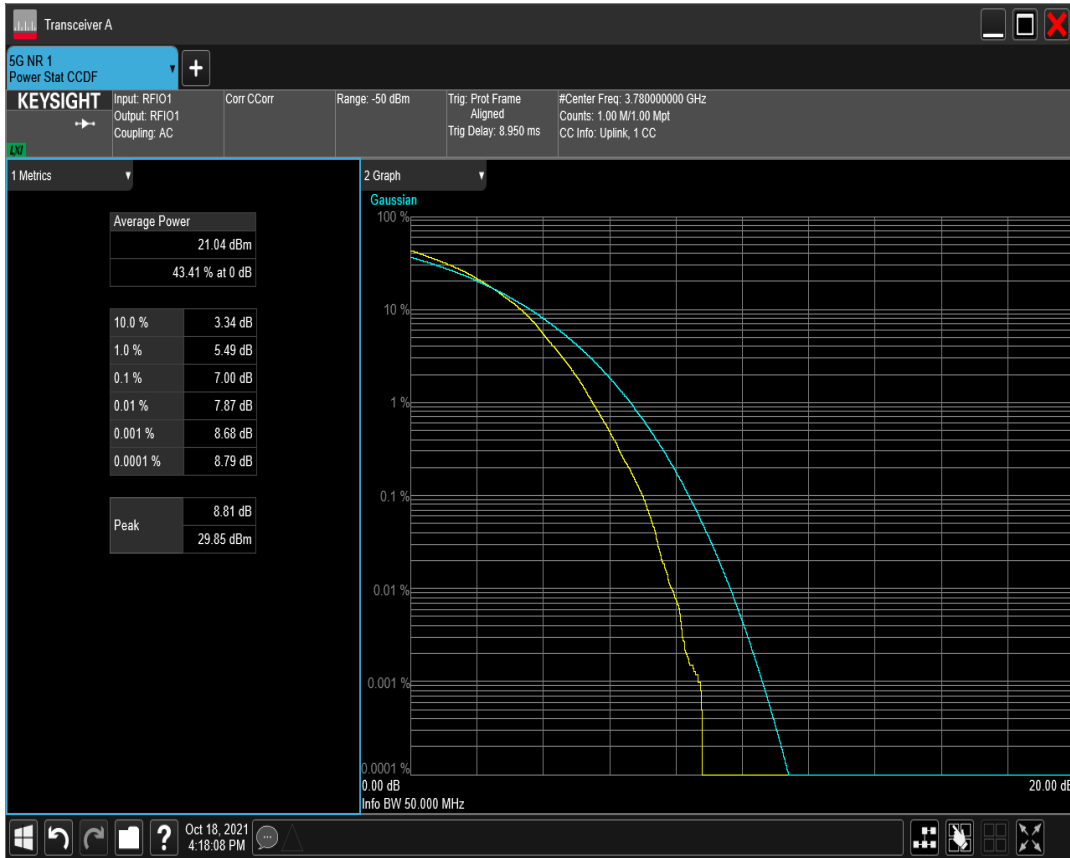 Transceiver A
5G NR 1
Power Stat CCDF
KEYSIGHT
LXI
Input: RFIO1
Output: RFIO1
Coupling: AC
Corr CCorr
Range: -50 dBm
Trig: Prot Frame
Aligned
Trig Delay: 8.950 ms
#Center Freq: 3.780000000 GHz
Counts: 1.00 M/1.00 Mpt
CC Info: Uplink, 1 CC
1 Metrics
Average Power
21.04 dBm
43.41 % at 0 dB
10.0 % 3.34 dB
1.0 % 5.49 dB
0.1 % 7.00 dB
0.01 % 7.87 dB
0.001 % 8.68 dB
0.0001 % 8.79 dB
Peak
8.81 dB
29.85 dBm
2 Graph
Gaussian
100 %
10 %
1 %
0.1 %
0.01 %
0.001 %
0.0001 %
0.00 dB 20.00 dB
Info BW 50.000 MHz
?
Oct 18, 2021
4:18:08 PM